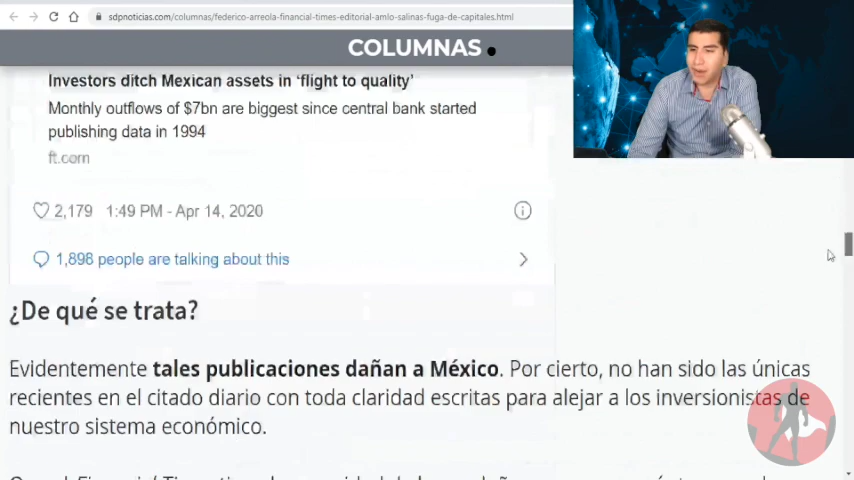 sdpnoticias.com/columnas/federico-arreola-financial-times-editorial-amlo-salinas-fuga-de-capitales.html
COLUMNAS
Investors ditch Mexican assets in ‘flight to quality’
Monthly outflows of $7bn are biggest since central bank started
publishing data in 1994
ft.com
2,179 1:49 PM - Apr 14, 2020
1,898 people are talking about this
¿De qué se trata?
Evidentemente tales publicaciones dañan a México. Por cierto, no han sido las únicas
recientes en el citado diario con toda claridad escritas para alejar a los inversionistas de
nuestro sistema económico.